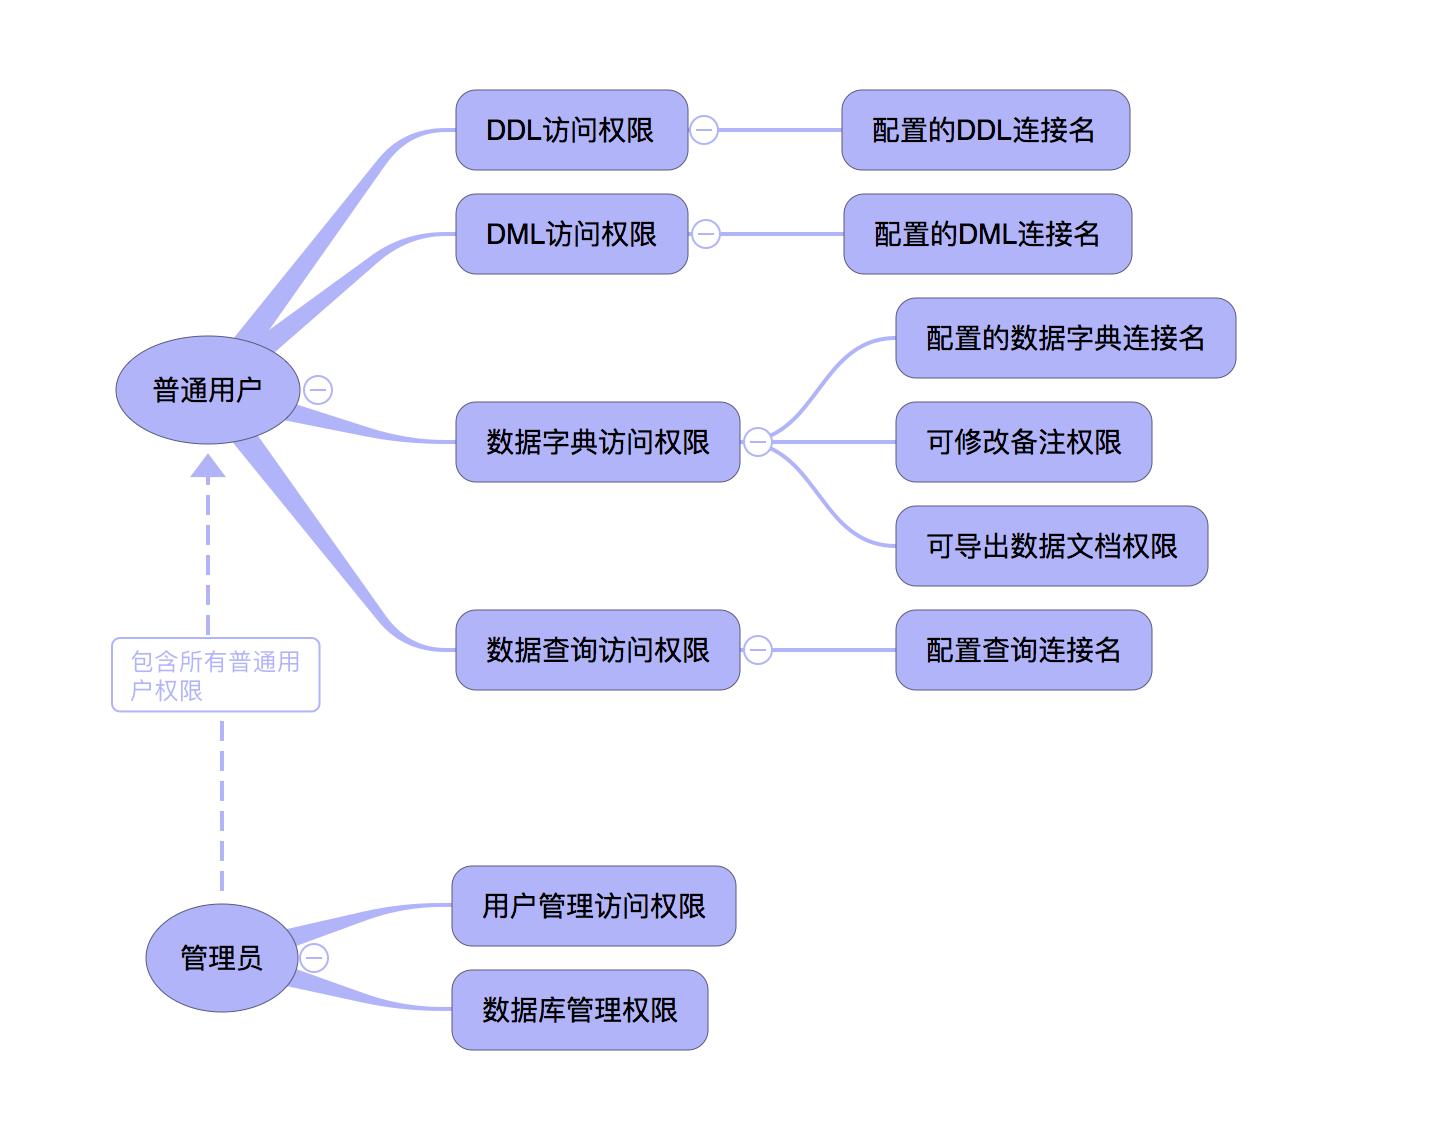 DDL访问权限
配置的DDL连接名
DML访问权限
配置的DML连接名
普通用户
数据字典访问权限
配置的数据字典连接名
可修改备注权限
可导出数据文档权限
数据查询访问权限
配置查询连接名
包含所有普通用
户权限
管理员
用户管理访问权限
数据库管理权限